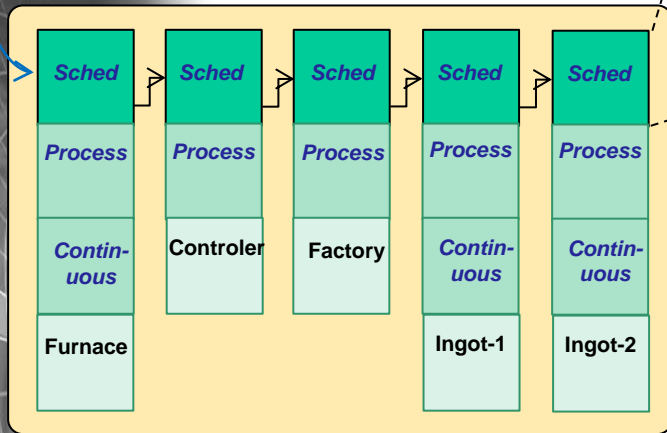 Sched Sched Sched Sched Sched
Process Process Process Process Process
Contin-
uous
Controler Factory
Contin-
uous
Contin-
uous
Furnace Ingot-1 Ingot-2